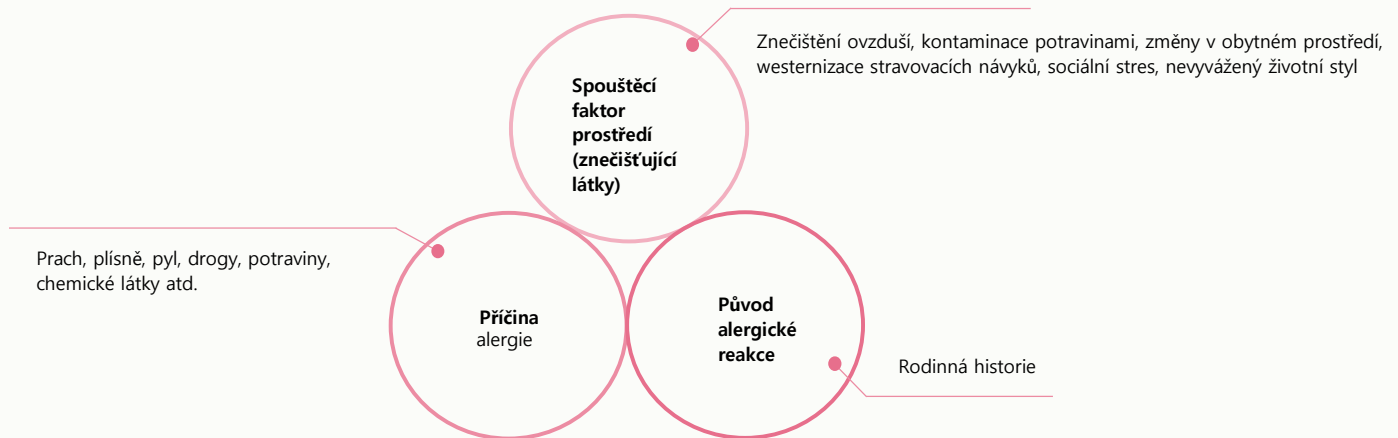 Znečištění ovzduší, kontaminace potravinami, změny v obytném prostředí,
westernizace stravovacích návyků, sociální stres, nevyvážený životní styl
Spouštěcí
faktor
prostředí
(znečišťující
látky)
Prach, plísně, pyl, drogy, potraviny,
chemické látky atd.
Příčina
alergie
Původ
alergické
reakce
Rodinná historie